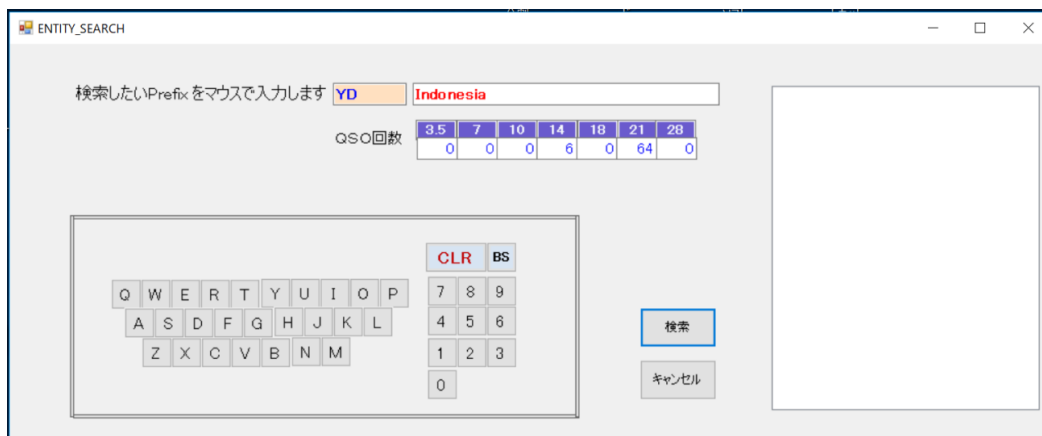 ENTITY_SEARCH
検索したいPrefixをマウスで入力します YD Indonesia
QSO回数
3.5 7 10 14 18 21 28
0 0 0 6 0 64 0
CLR BS
Q W E R T Y U I O P 7 8 9
A S D F G H J K L 4 5 6
Z X C V B N M 1 2 3
0
検索
キャンセル